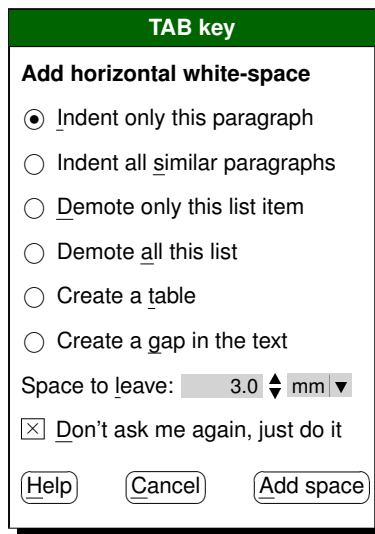 TAB key
Add horizontal white-space
Indent only this paragraph
Indent all similar paragraphs
Demote only this list item
Demote all this list
Create a table
Create a gap in the text
Space to leave: 3.0 mm
Don't ask me again, just do it
Help Cancel Add space